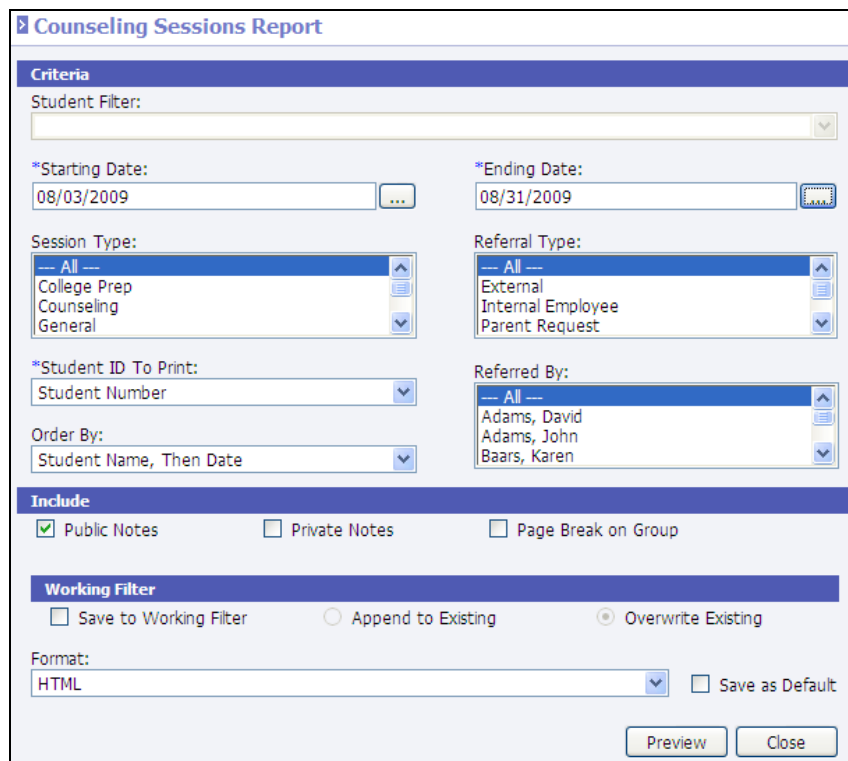 Counseling Sessions Report
Criteria
Student Filter:
*Starting Date: *Ending Date:
08/03/2009 ... 08/31/2009 ...
Session Type: Referral Type:
--- All --- --- All ---
College Prep External
Counseling Internal Employee
General Parent Request
*Student ID To Print: Referred By:
Student Number --- All ---
Adams, David
Order By: Adams, John
Student Name, Then Date Baars, Karen
Include
Public Notes Private Notes Page Break on Group
Working Filter
Save to Working Filter Append to Existing Overwrite Existing
Format:
HTML Save as Default
Preview Close